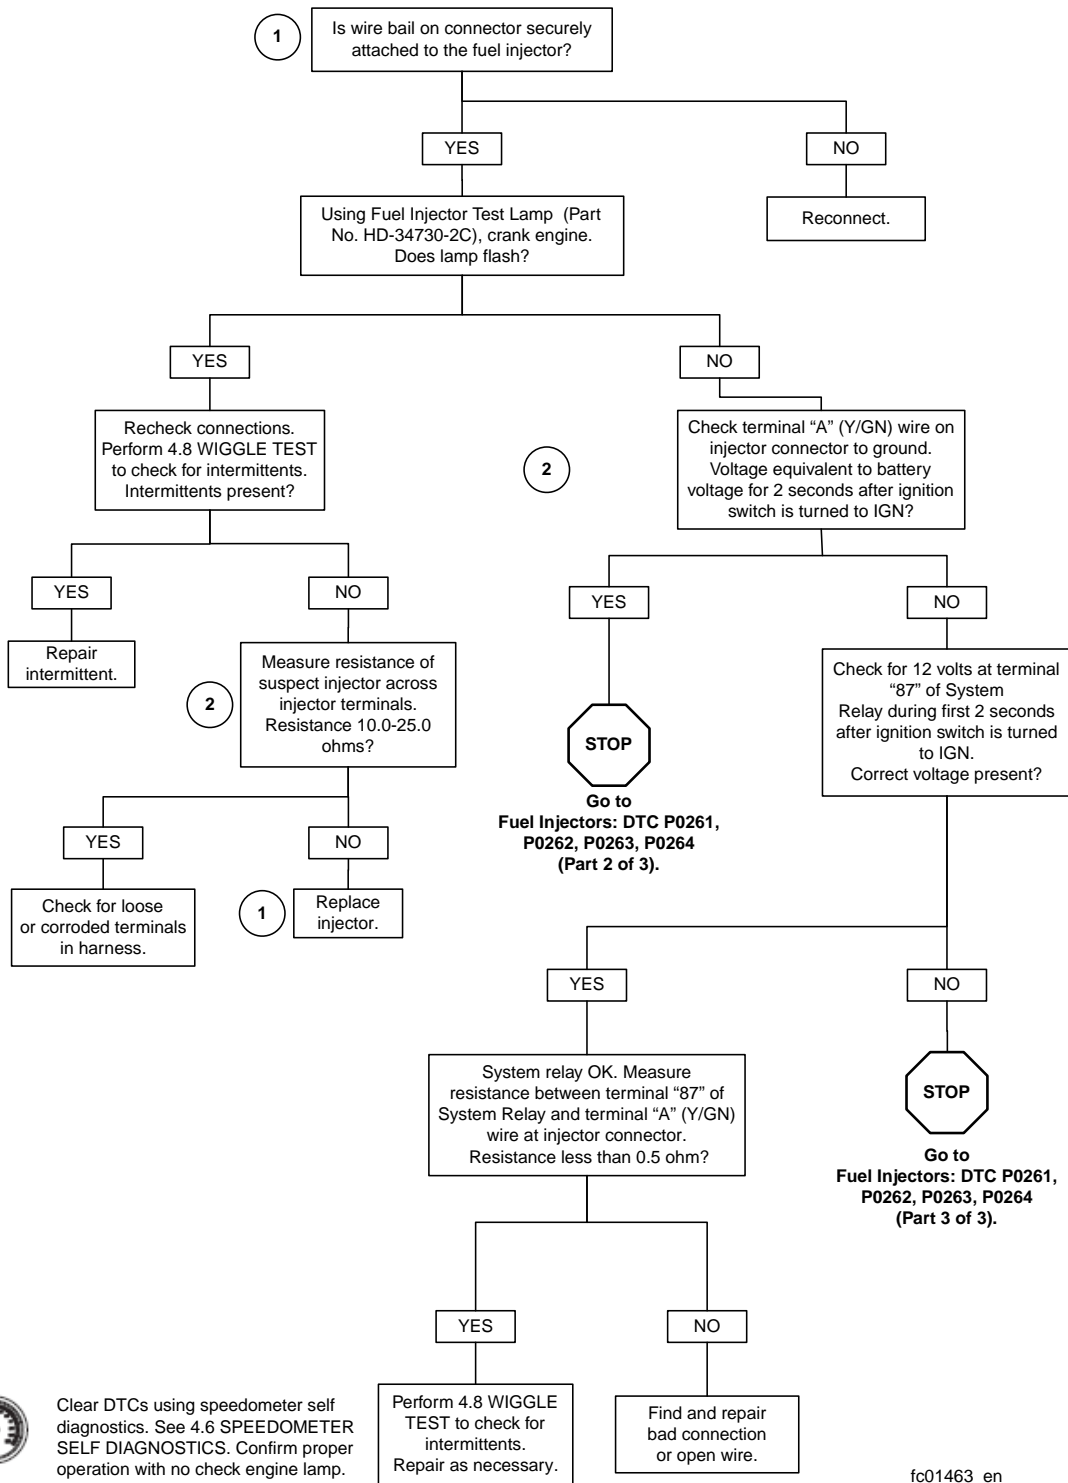 1
Is wire bail on connector securely
attached to the fuel injector?
YES
NO
Using Fuel Injector Test Lamp (Part
No. HD-34730-2C), crank engine.
Does lamp flash?
Reconnect.
YES
NO
Recheck connections.
Perform 4.8 WIGGLE TEST
to check for intermittents.
Intermittents present?
2
Check terminal “A” (Y/GN) wire on
injector connector to ground.
Voltage equivalent to battery
voltage for 2 seconds after ignition
switch is turned to IGN?
YES
NO
YES
NO
Repair
intermittent.
2
Measure resistance of
suspect injector across
injector terminals.
Resistance 10.0-25.0
ohms?
STOP
Go to
Fuel Injectors: DTC P0261,
P0262, P0263, P0264
(Part 2 of 3).
Check for 12 volts at terminal
“87” of System
Relay during first 2 seconds
after ignition switch is turned
to IGN.
Correct voltage present?
YES
NO
Check for loose
or corroded terminals
in harness.
1
Replace
injector.
YES
NO
System relay OK. Measure
resistance between terminal “87” of
System Relay and terminal “A” (Y/GN)
wire at injector connector.
Resistance less than 0.5 ohm?
STOP
Go to
Fuel Injectors: DTC P0261,
P0262, P0263, P0264
(Part 3 of 3).
YES
NO
Clear DTCs using speedometer self
diagnostics. See 4.6 SPEEDOMETER
SELF DIAGNOSTICS. Confirm proper
operation with no check engine lamp.
Perform 4.8 WIGGLE
TEST to check for
intermittents.
Repair as necessary.
Find and repair
bad connection
or open wire.
fc01463_en